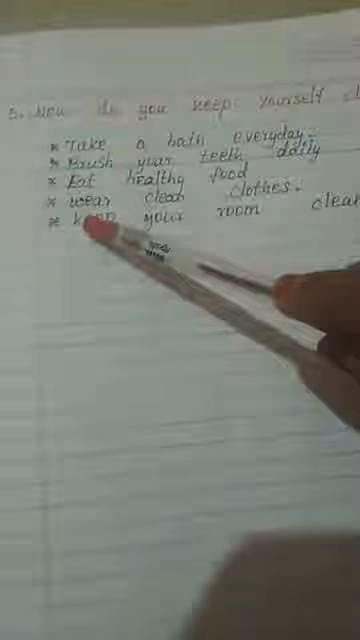 5. How do you keep yourself cl
* Take a bath everyday.
* Brush your teeth daily
* Eat healthy food
* wear clean clothes.
* keep your room clean